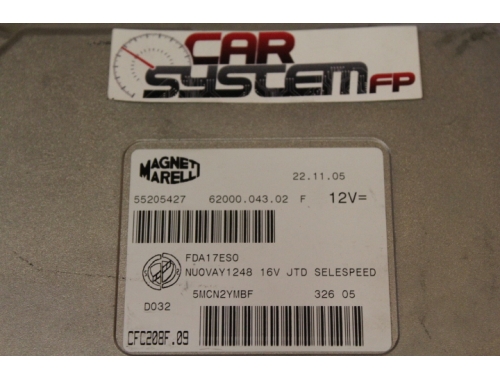 CAR
SYSTEM FP
MAGNETI
MARELLI
22.11.05
55205427 62000.043.02 F 12V=
FDA17ES0
NUOVAY1248 16V JTD SELESPEED
5MCN2YMBF 326 05
D032
CFC208F.09